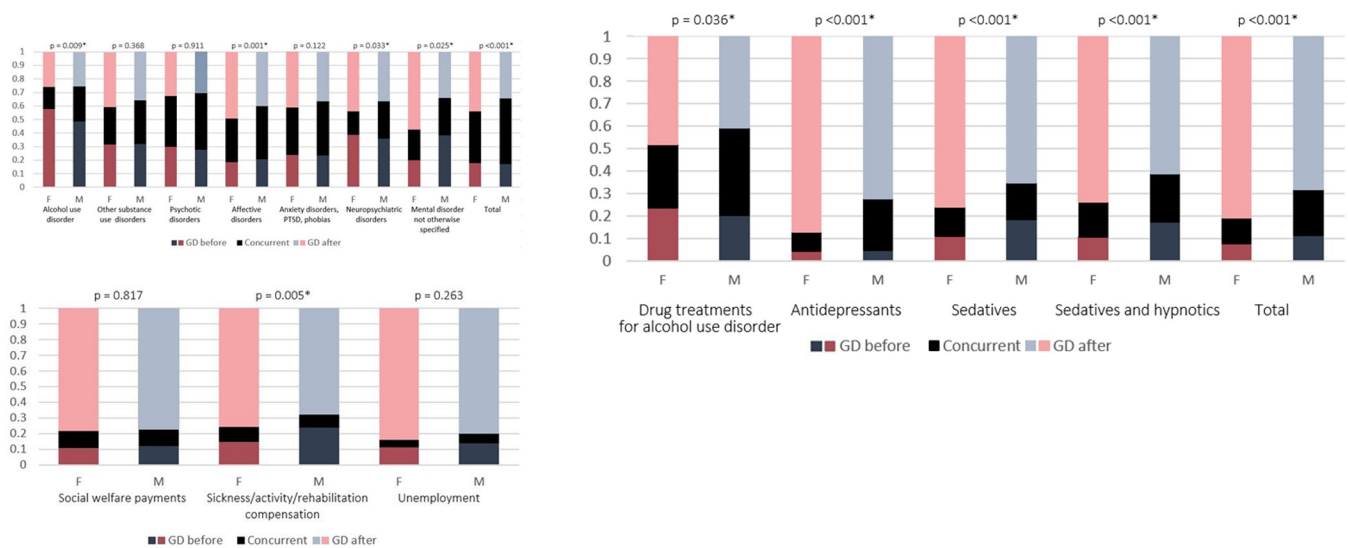 p = 0.009* p = 0.368 p = 0.911 p = 0.001* p = 0.122 p = 0.033* p = 0.025* p <0.001*
1
0.9
0.8
0.7
0.6
0.5
0.4
0.3
0.2
0.1
0
F M F M F M F M F M F M F M F M
Alcohol use Other substance Psychotic Affective Anxiety disorders, Neuropsychiatric Mental disorder Total
disorder use disorders disorders disorders PTSD, phobias disorders not otherwise
specified
GD before Concurrent GD after
p = 0.036* p <0.001* p <0.001* p <0.001* p <0.001*
1
0.9
0.8
0.7
0.6
0.5
0.4
0.3
0.2
0.1
0
F M F M F M F M F M
Drug treatments Antidepressants Sedatives Sedatives and hypnotics Total
for alcohol use disorder
GD before Concurrent GD after
p = 0.817 p = 0.005* p = 0.263
1
0.9
0.8
0.7
0.6
0.5
0.4
0.3
0.2
0.1
0
F M F M F M
Social welfare payments Sickness/activity/rehabilitation Unemployment
compensation
GD before Concurrent GD after